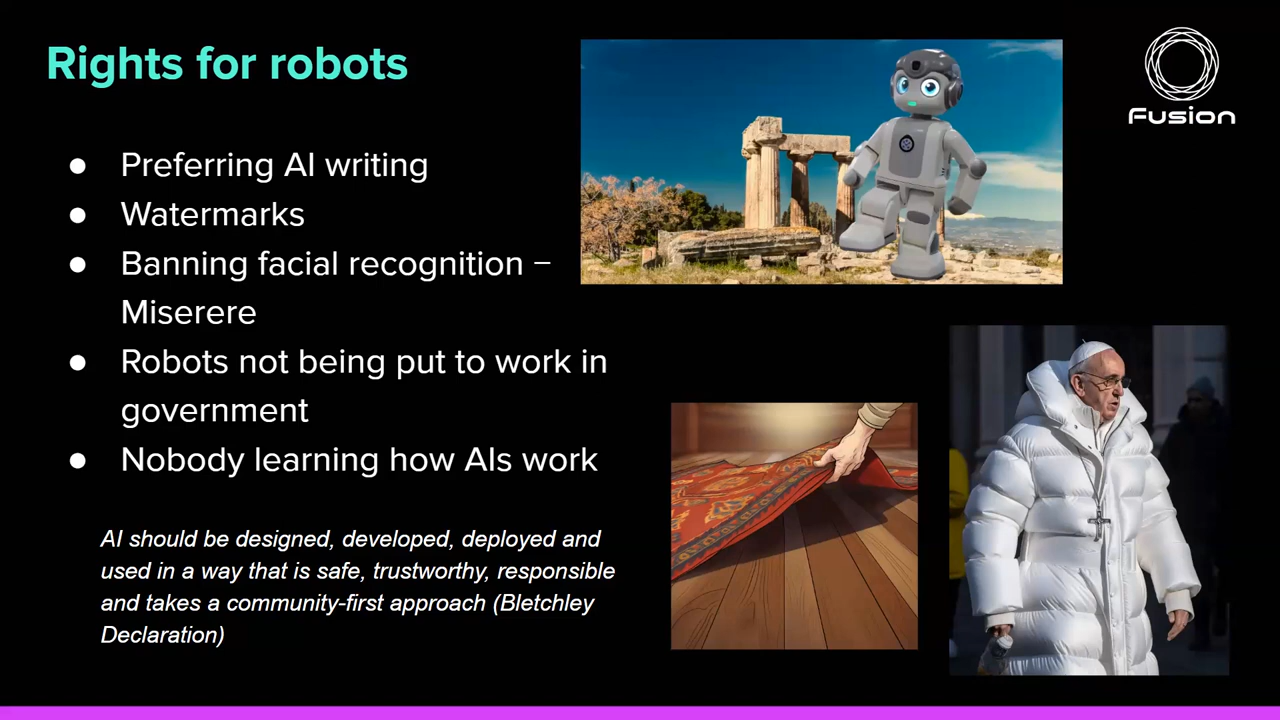 Rights for robots
Fusion
● Preferring AI writing
● Watermarks
● Banning facial recognition –
Miserere
● Robots not being put to work in
government
● Nobody learning how AIs work
AI should be designed, developed, deployed and
used in a way that is safe, trustworthy, responsible
and takes a community-first approach (Bletchley
Declaration)